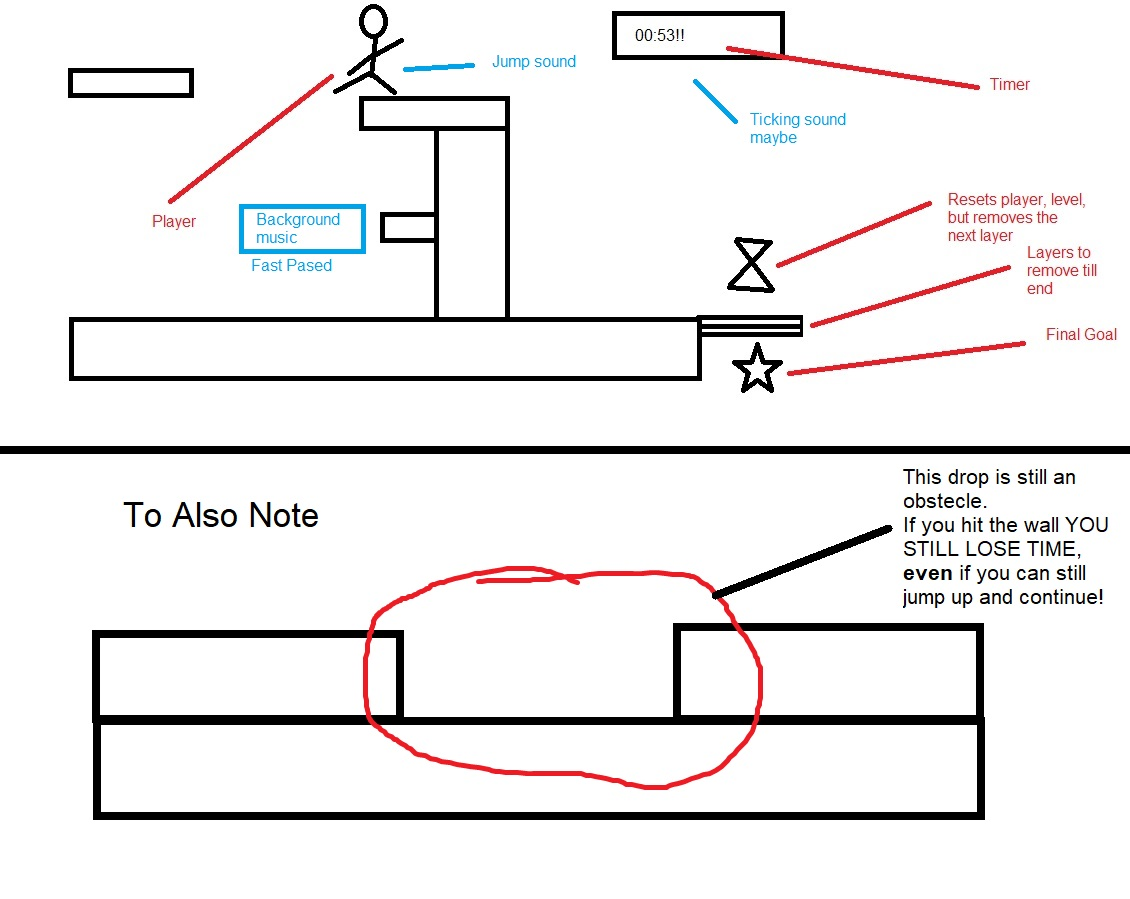 00:53!!
Jump sound
Timer
Ticking sound
maybe
Player
Background
music
Fast Pased
Resets player, level,
but removes the
next layer
Layers to
remove till
end
Final Goal
To Also Note
This drop is still an
obstecle.
If you hit the wall YOU
STILL LOSE TIME,
even if you can still
jump up and continue!